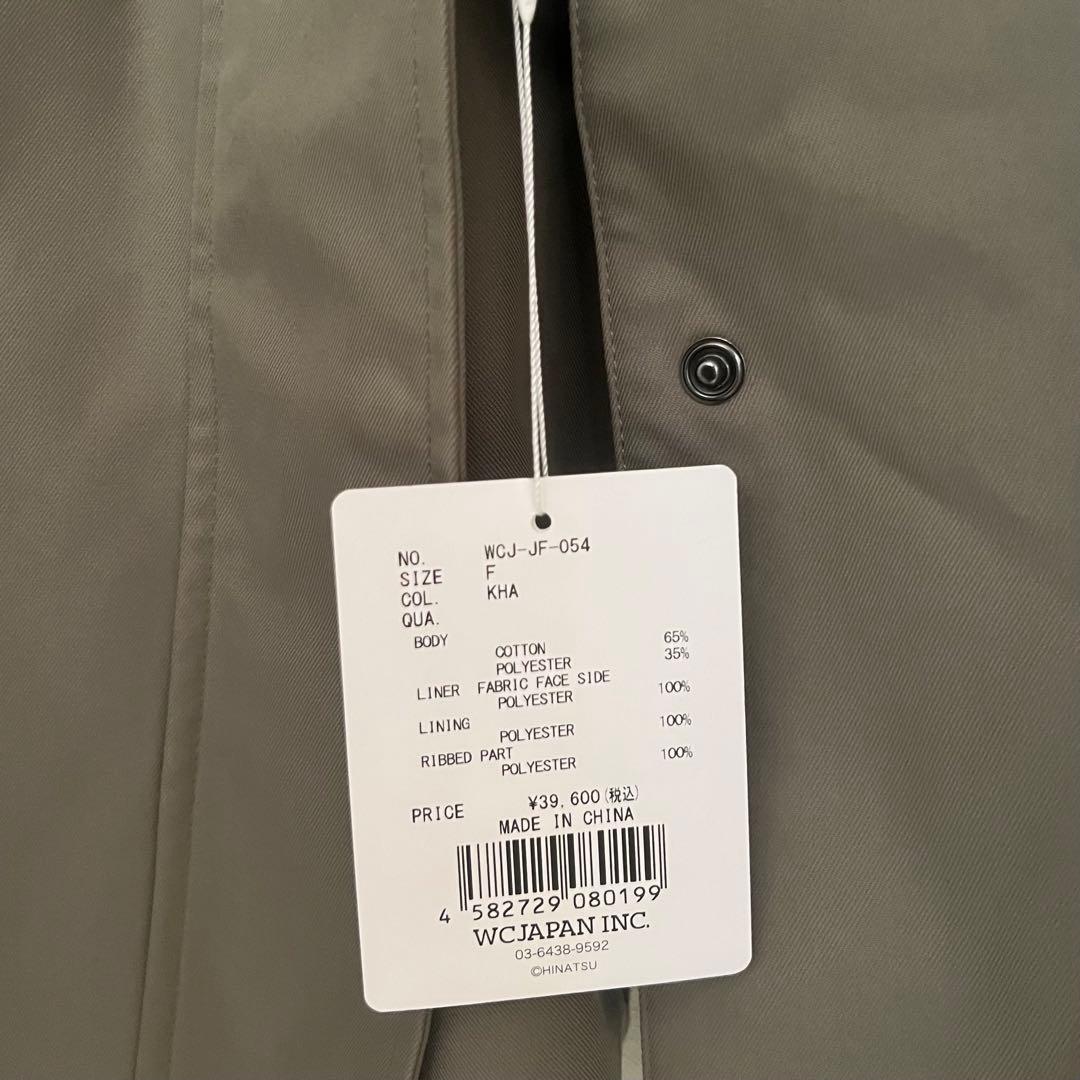 NO. WCJ-JF-054
SIZE F
COL. KHA
QUA.
BODY
COTTON 65%
POLYESTER 35%
LINER FABRIC FACE SIDE
POLYESTER 100%
LINING
POLYESTER 100%
RIBBED PART
POLYESTER 100%
PRICE ¥39,600(税込)
MADE IN CHINA
4 582729 080199
WCJAPAN INC.
03-6438-9592
©HINATSU